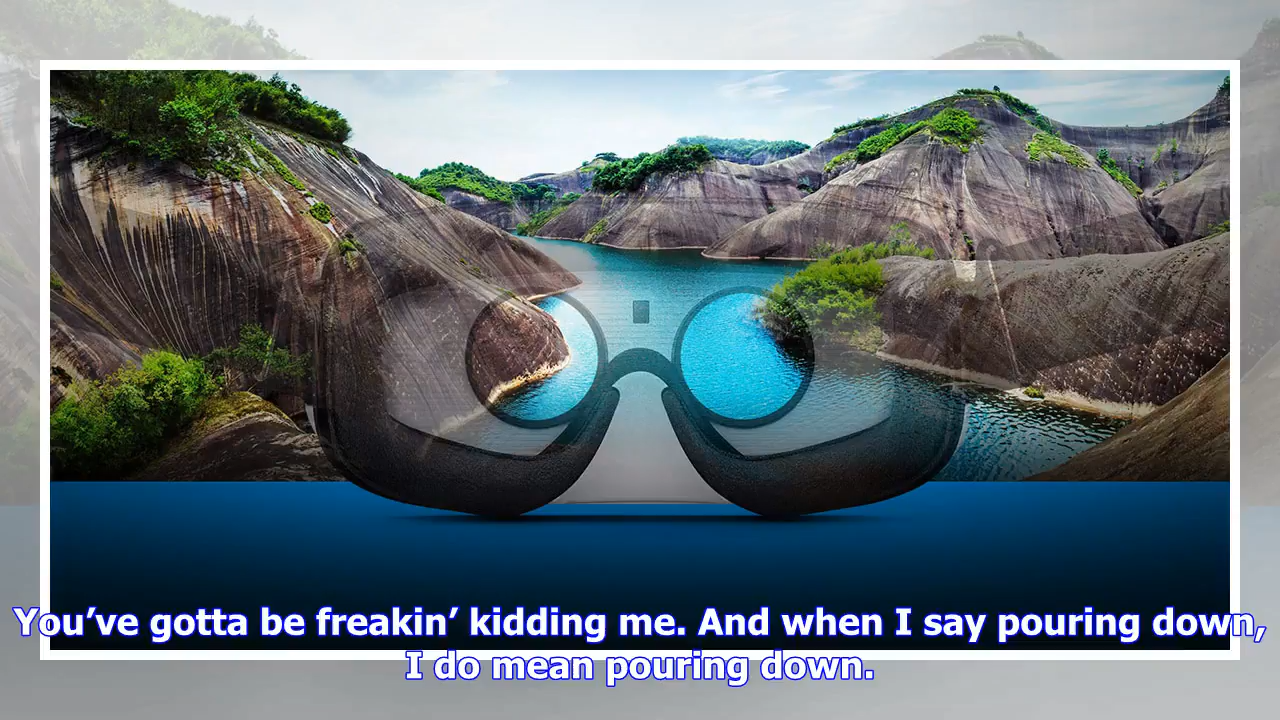 You’ve gotta be freakin’ kidding me. And when I say pouring down,
I do mean pouring down.